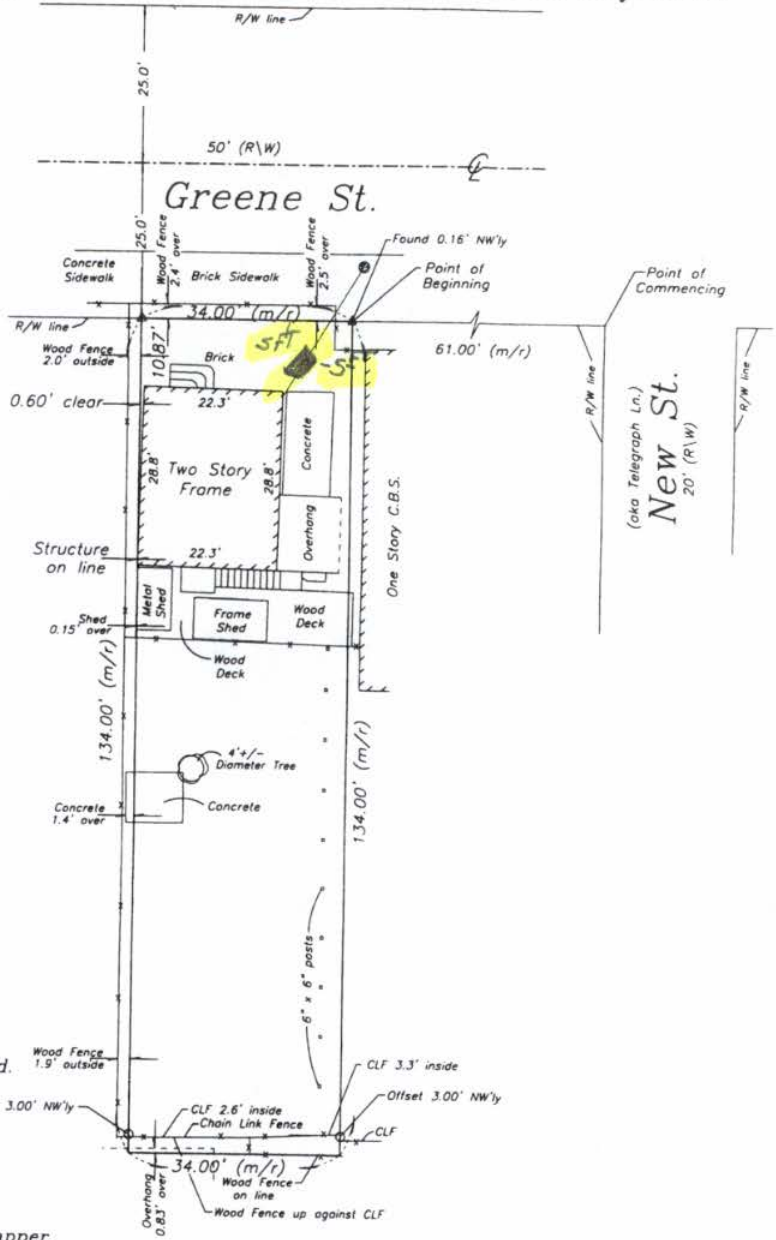 R/W line
25.0'
50' (R\W)
Greene St.
25.0'
Wood Fence
2.4' over
Wood Fence
2.5' over
Found 0.16' NW'ly
Concrete
Sidewalk
Brick Sidewalk
Point of
Beginning
Point of
Commencing
34.00' (m/r)
R/W line
61.00' (m/r)
Wood Fence
2.0' outside
10.87'
Brick
5 FT
R/W line
(aka Telegraph Ln.)
New St.
20' (R\W)
R/W line
0.60' clear
22.3'
28.8'
Two Story
Frame
28.8'
Concrete
Overhang
One Story C.B.S.
Structure
on line
22.3'
Metal
Shed
Frame
Shed
Wood
Deck
Shed
0.15' over
Wood
Deck
134.00' (m/r)
134.00' (m/r)
4'+/-
Diameter Tree
Concrete
1.4' over
Concrete
6" x 6" posts
d.
Wood Fence
1.9' outside
CLF 3.3' inside
3.00' NW'ly
Offset 3.00' NW'ly
CLF 2.6' inside
Chain Link Fence
CLF
34.00' (m/r)
Overhang
0.83' over
Wood Fence
on line
Wood Fence up against CLF